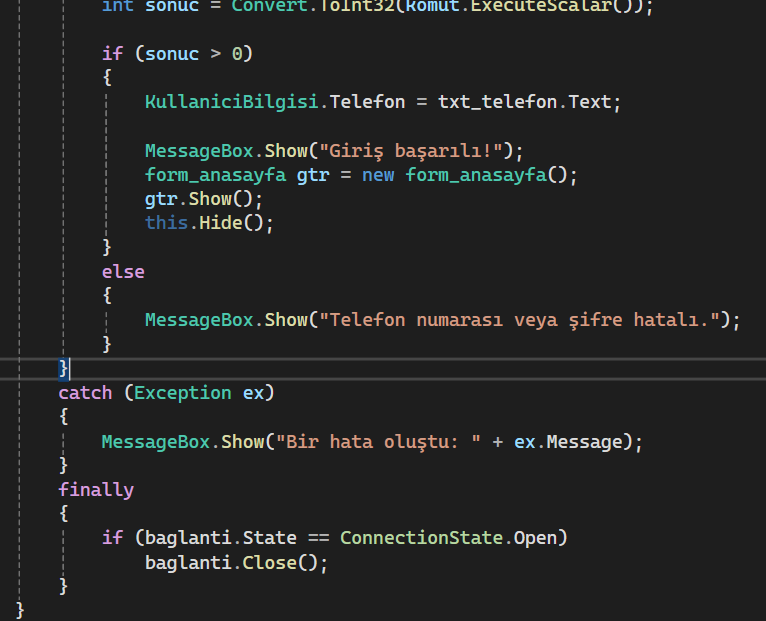 int sonuc = Convert.ToInt32(komut.ExecuteScalar());
if (sonuc > 0)
{
KullaniciBilgisi.Telefon = txt_telefon.Text;
MessageBox.Show("Giriş başarılı!");
form_anasayfa gtr = new form_anasayfa();
gtr.Show();
this.Hide();
}
else
{
MessageBox.Show("Telefon numarası veya şifre hatalı.");
}
}
catch (Exception ex)
{
MessageBox.Show("Bir hata oluştu: " + ex.Message);
}
finally
{
if (baglanti.State == ConnectionState.Open)
baglanti.Close();
}
}